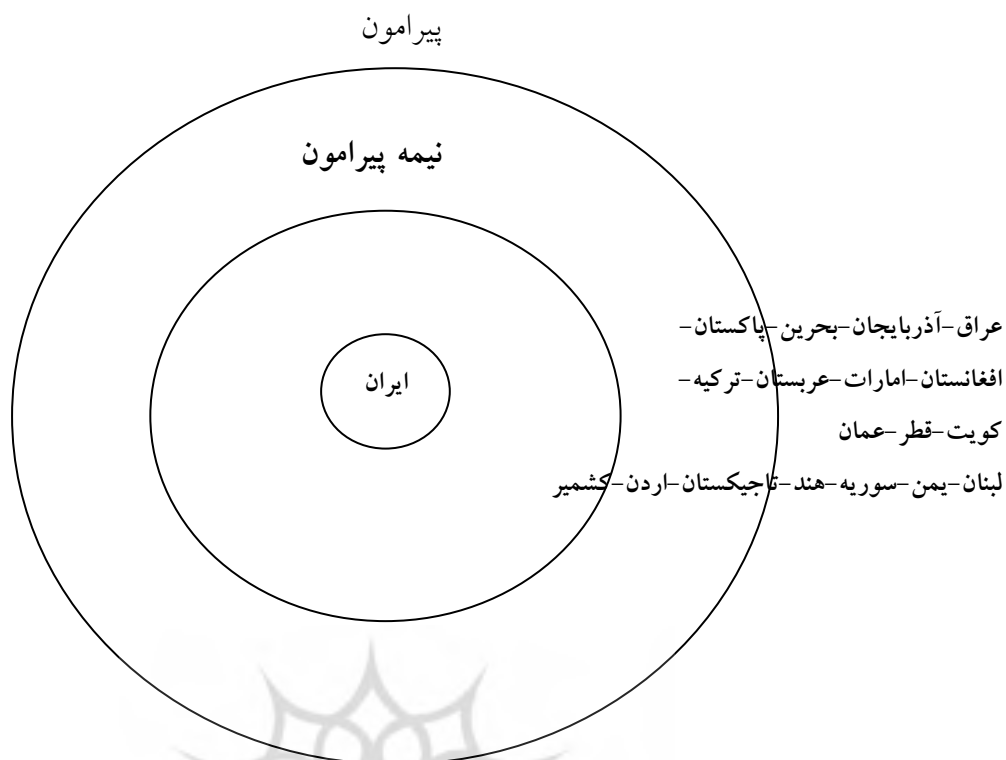 پیرامون
نیمه پیرامون
ایران
عراق-آذربایجان-بحرین-پاکستان-
افغانستان-امارات-عربستان-ترکیه-
کویت-قطر-عمان
لبنان-یمن-سوریه-هند-تاجیکستان-اردن-کشمیر